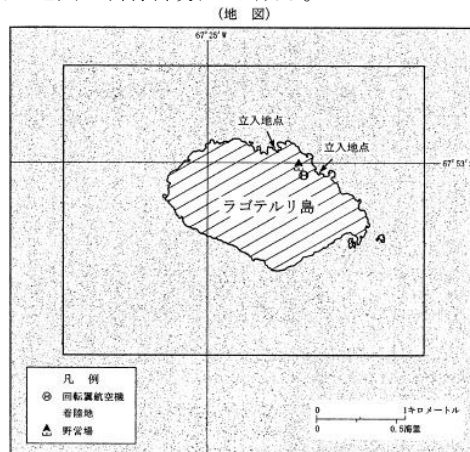 (地 図)
67°25′W
立入地点
立入地点
67°53′
ラゴテルリ島
凡 例
Ⓗ 回転翼航空機
着陸地
野営場
0 1キロメートル
0 0.5海里